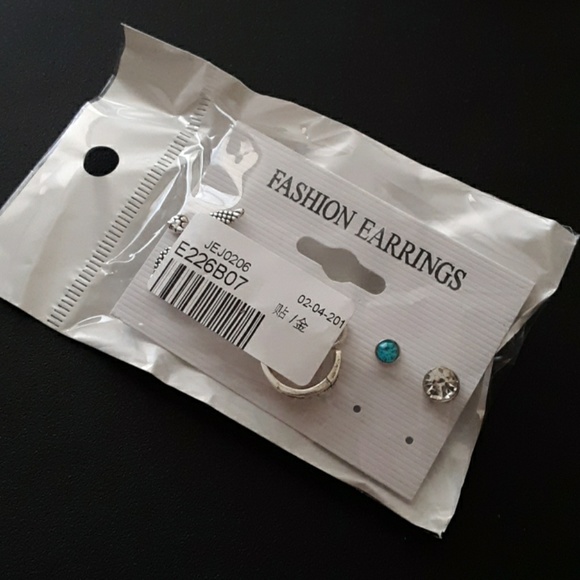 FASHION EARRINGS
JEJ0206
E226B07
02-04-201
贴/金